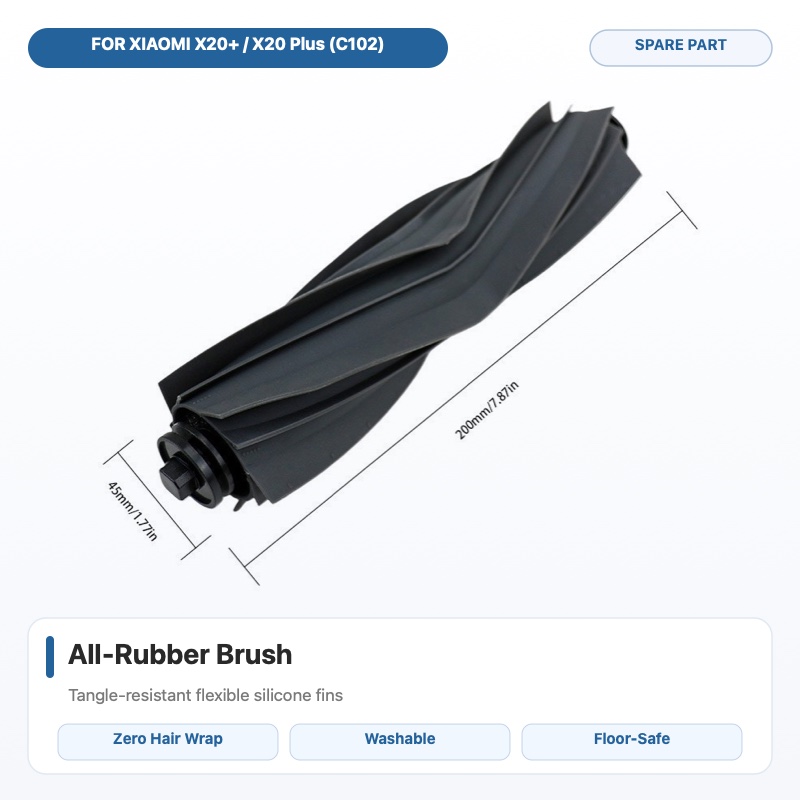 FOR XIAOMI X20+ / X20 Plus (C102)
SPARE PART
200mm/7.87in
45mm/1.77in
All-Rubber Brush
Tangle-resistant flexible silicone fins
Zero Hair Wrap
Washable
Floor-Safe